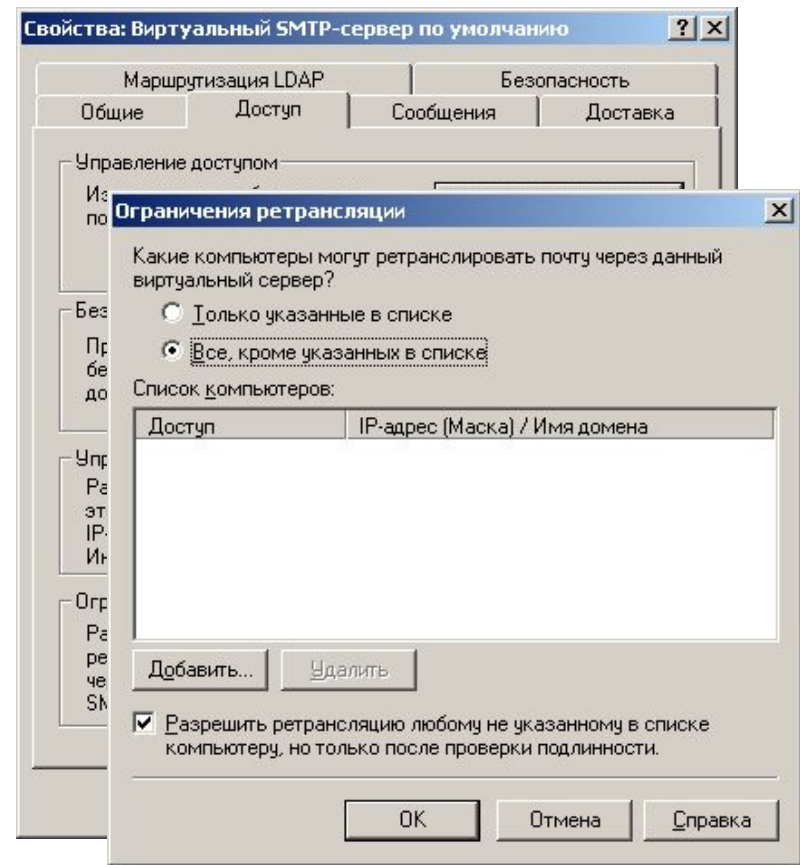 Свойства: Виртуальный SMTP-сервер по умолчанию
Маршрутизация LDAP
Безопасность
Общие
Доступ
Сообщения
Доставка
Управление доступом
Ограничения ретрансляции
Какие компьютеры могут ретранслировать почту через данный
виртуальный сервер?
Только указанные в списке
Все, кроме указанных в списке
Список компьютеров:
Доступ
IP-адрес (Маска) / Имя домена
Добавить...
Удалить
Разрешить ретрансляцию любому не указанному в списке
компьютеру, но только после проверки подлинности.
OK
Отмена
Справка